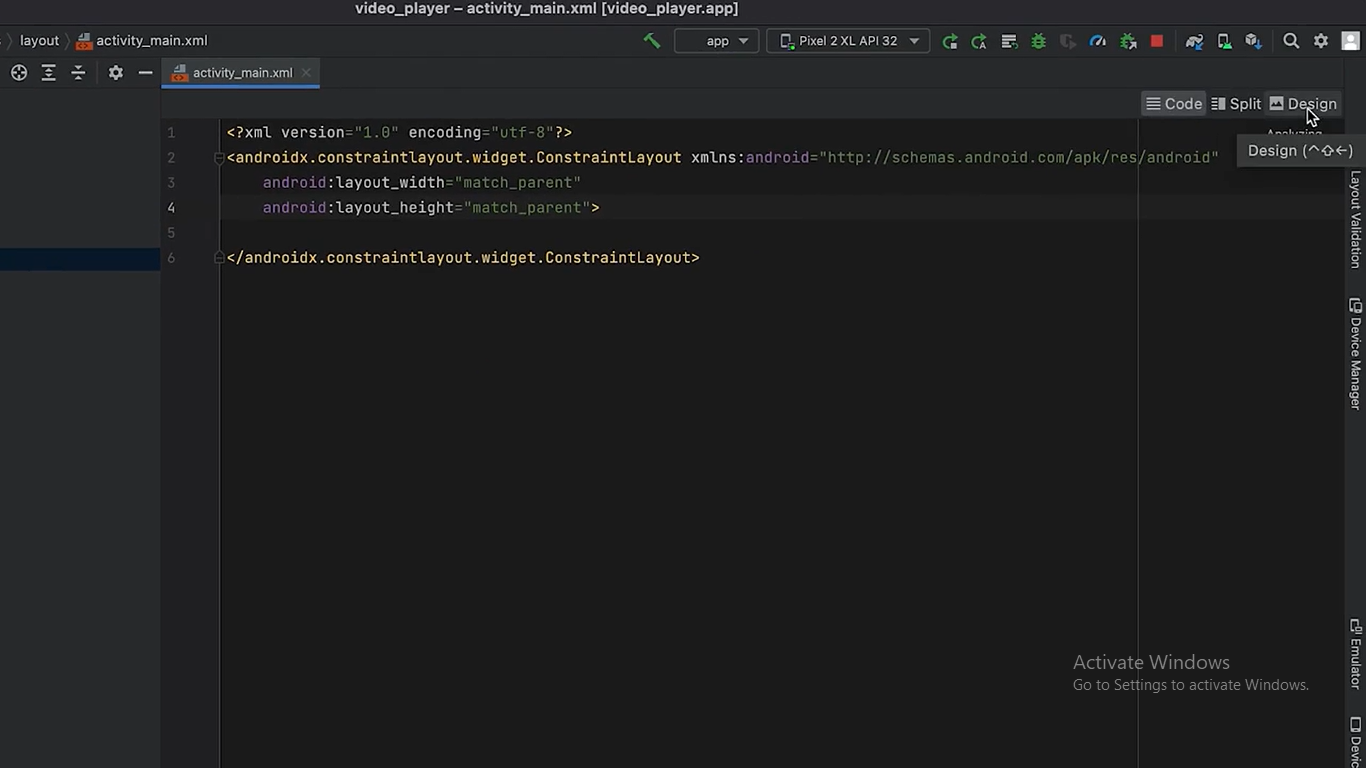 video_player – activity_main.xml [video_player.app]
layout
activity_main.xml
app
Pixel 2 XL API 32
activity_main.xml
Code
Split
Design
Analyzing
Design (^⇧←)
1 <?xml version="1.0" encoding="utf-8"?>
2 <androidx.constraintlayout.widget.ConstraintLayout xmlns:android="http://schemas.android.com/apk/res/android"
3 android:layout_width="match_parent"
4 android:layout_height="match_parent">
5
6 </androidx.constraintlayout.widget.ConstraintLayout>
Layout Validation
Device Manager
Emulator
Activate Windows
Go to Settings to activate Windows.